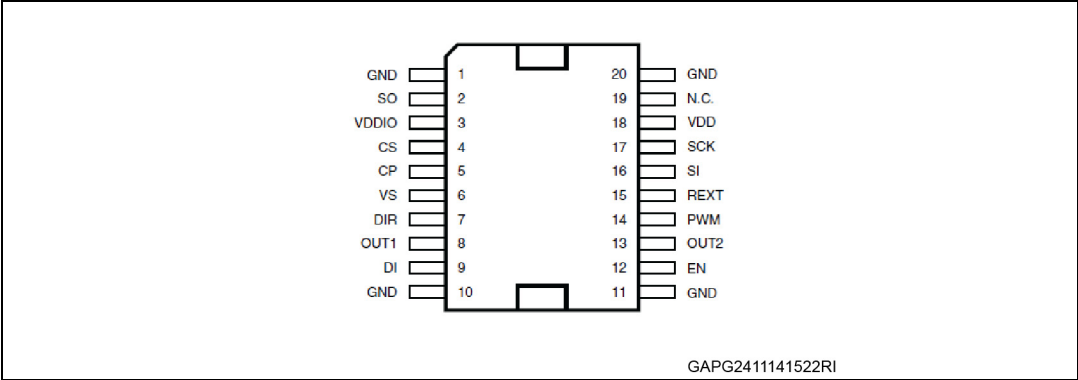 GND 1 20 GND
SO 2 19 N.C.
VDDIO 3 18 VDD
CS 4 17 SCK
CP 5 16 SI
VS 6 15 REXT
DIR 7 14 PWM
OUT1 8 13 OUT2
DI 9 12 EN
GND 10 11 GND
GAPG2411141522RI